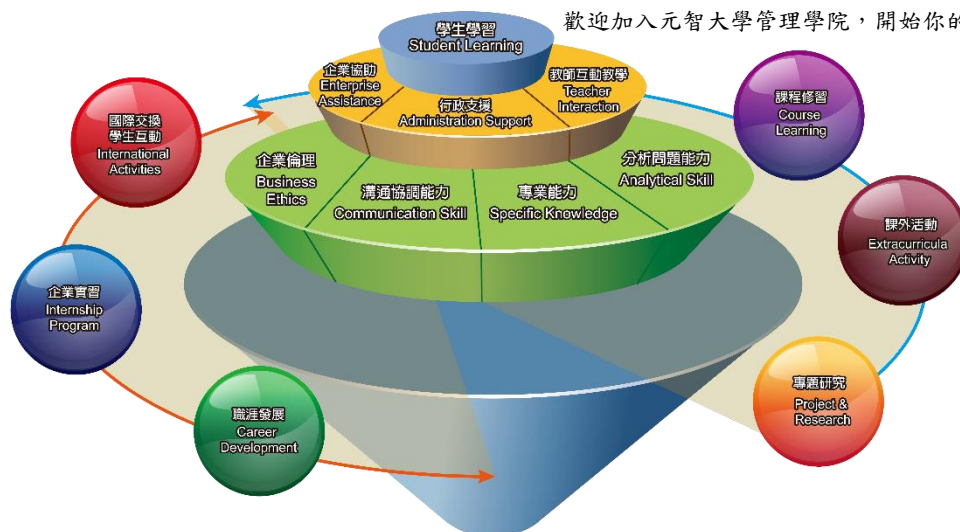 歡迎加入元智大學管理學院，開始你的
學生學習
Student Learning
企業協助
Enterprise
Assistance
行政支援
Administration Support
教師互動教學
Teacher
Interaction
企業倫理
Business
Ethics
溝通協調能力
Communication Skill
專業能力
Specific Knowledge
分析問題能力
Analytical Skill
國際交換
學生互動
International
Activities
企業實習
Internship
Program
職涯發展
Career
Development
課程修習
Course
Learning
課外活動
Extracurricula
Activity
專題研究
Project &
Research